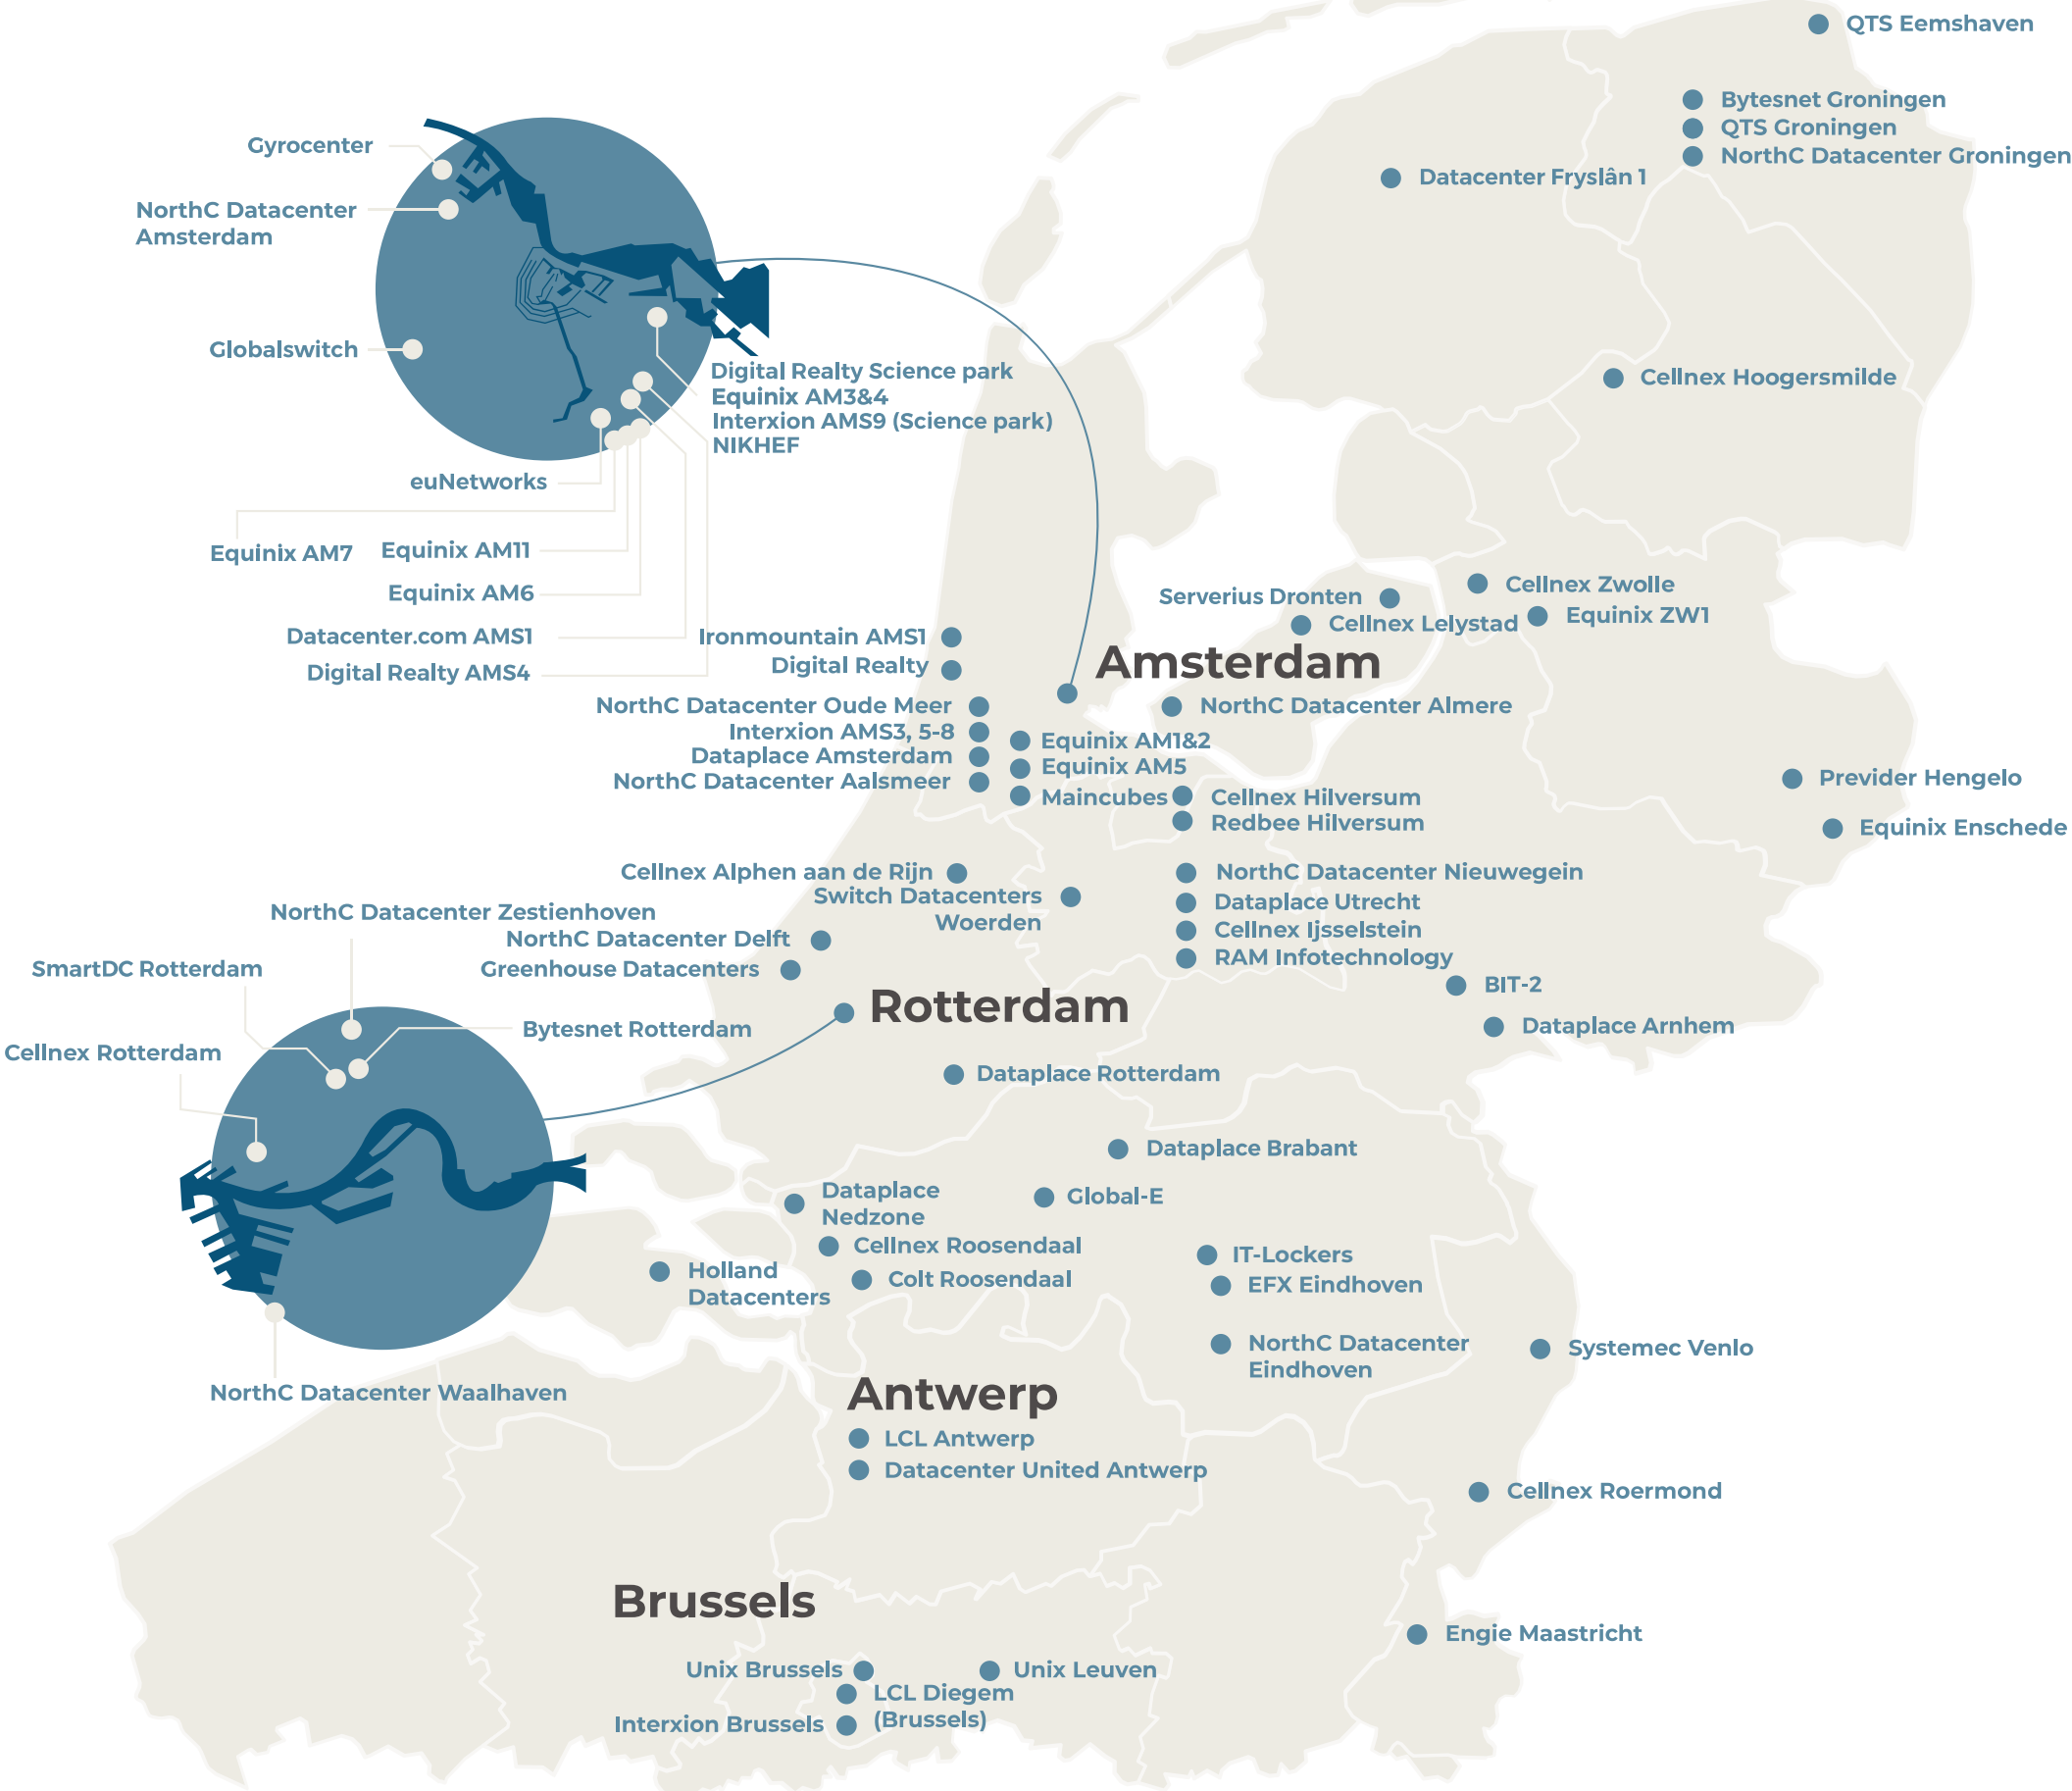 QTS Eemshaven
Bytesnet Groningen
QTS Groningen
NorthC Datacenter Groningen
Datacenter Fryslân 1
Cellnex Hoogersmilde
Gyrocenter
NorthC Datacenter
Amsterdam
Globalswitch
Digital Realty Science park
Equinix AM3&4
Interxion AMS9 (Science park)
NIKHEF
euNetworks
Equinix AM7
Equinix AM11
Equinix AM6
Datacenter.com AMS1
Digital Realty AMS4
Cellnex Zwolle
Serverius Dronten
Equinix ZW1
Cellnex Lelystad
Ironmountain AMS1
Digital Realty
Amsterdam
NorthC Datacenter Oude Meer
NorthC Datacenter Almere
Interxion AMS3, 5-8
Equinix AM1&2
Dataplace Amsterdam
Equinix AM5
NorthC Datacenter Aalsmeer
Maincubes
Cellnex Hilversum
Redbee Hilversum
Previder Hengelo
Equinix Enschede
Cellnex Alphen aan de Rijn
NorthC Datacenter Nieuwegein
Switch Datacenters
Woerden
Dataplace Utrecht
Cellnex Ijsselstein
RAM Infotechnology
NorthC Datacenter Zestienhoven
NorthC Datacenter Delft
SmartDC Rotterdam
Greenhouse Datacenters
BIT-2
Rotterdam
Bytesnet Rotterdam
Dataplace Arnhem
Cellnex Rotterdam
Dataplace Rotterdam
Dataplace Brabant
Dataplace
Nedzone
Global-E
Cellnex Roosendaal
IT-Lockers
Holland
Datacenters
Colt Roosendaal
EFX Eindhoven
NorthC Datacenter
Eindhoven
Systemec Venlo
NorthC Datacenter Waalhaven
Antwerp
LCL Antwerp
Datacenter United Antwerp
Cellnex Roermond
Brussels
Engie Maastricht
Unix Brussels
Unix Leuven
LCL Diegem
(Brussels)
Interxion Brussels